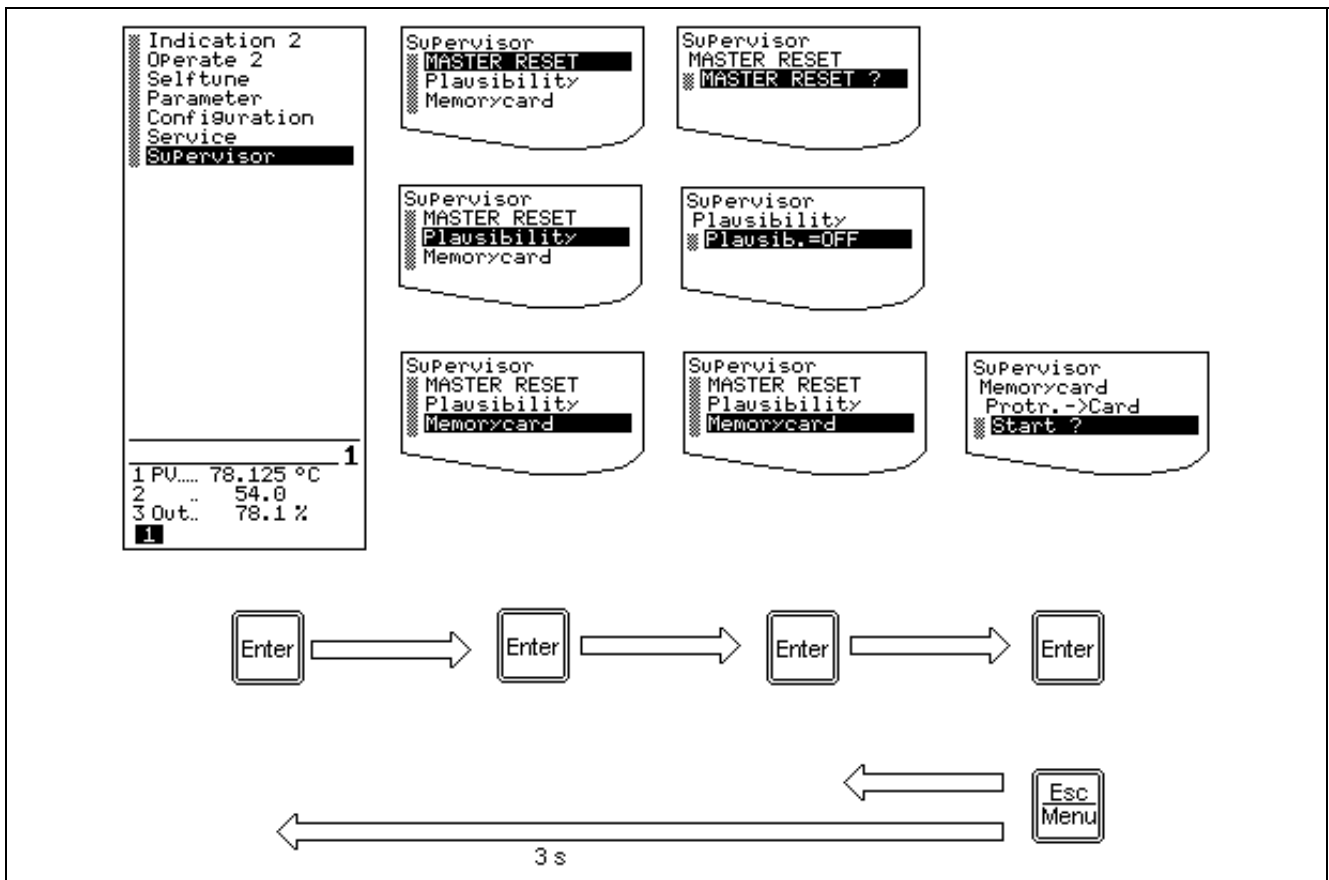 Indication 2
Operate 2
Selftune
Parameter
Configuration
Service
Supervisor
1
1 PV..... 78.125 °C
2 .. 54.0
3 Out.. 78.1 %
1
Supervisor
MASTER RESET
Plausibility
Memorycard
Supervisor
MASTER RESET
MASTER RESET ?
Supervisor
MASTER RESET
Plausibility
Memorycard
Supervisor
Plausibility
Plausib.=OFF
Supervisor
MASTER RESET
Plausibility
Memorycard
Supervisor
MASTER RESET
Plausibility
Memorycard
Supervisor
Memorycard
Protr.->Card
Start ?
Enter
Enter
Enter
Enter
Esc
Menu
3 s